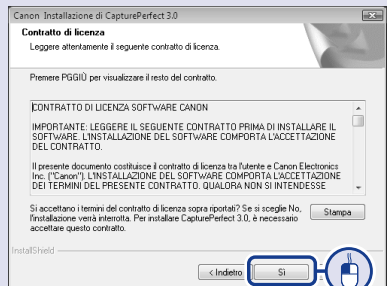 Canon Installazione di CapturePerfect 3.0
Contratto di licenza
Leggere attentamente il seguente contratto di licenza.
Premere PGGIÙ per visualizzare il resto del contratto.
CONTRATTO DI LICENZA SOFTWARE CANON
IMPORTANTE: LEGGERE IL SEGUENTE CONTRATTO PRIMA DI INSTALLARE IL
SOFTWARE. L'INSTALLAZIONE DEL SOFTWARE COMPORTA L'ACCETTAZIONE
DEL CONTRATTO.
Il presente documento costituisce il contratto di licenza tra l'utente e Canon Electronics
Inc. ("Canon"). L'INSTALLAZIONE DEL SOFTWARE COMPORTA L'ACCETTAZIONE
DEI TERMINI DEL PRESENTE CONTRATTO. QUALORA NON SI INTENDESSE
Si accettano i termini del contratto di licenza sopra riportati? Se si sceglie No,
l'installazione verrà interrotta. Per installare CapturePerfect 3.0, è necessario
accettare questo contratto.
Stampa
InstallShield
< Indietro
Sì